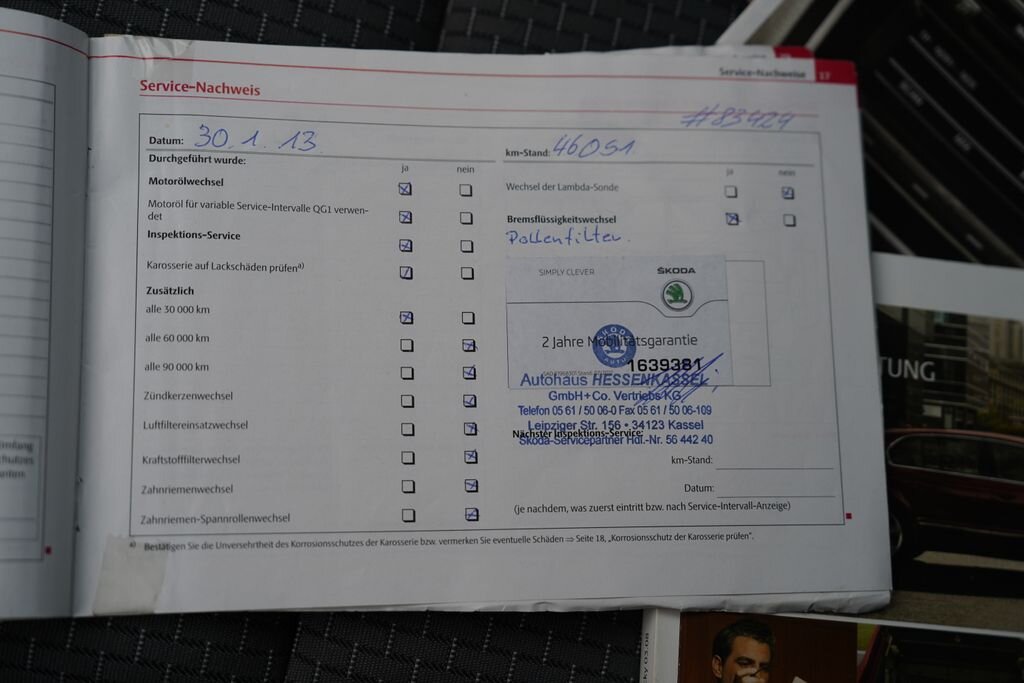 Service-Nachweise 17
Service-Nachweis
#83429
Datum: 30.1.13
km-Stand: 46051
Durchgeführt wurde:
ja nein
ja nein
Motorölwechsel
Wechsel der Lambda-Sonde
Motoröl für variable Service-Intervalle QG1 verwen-
det
Bremsflüssigkeitswechsel
Pollenfilter.
Inspektions-Service
Karosserie auf Lackschäden prüfen a)
Zusätzlich
alle 30 000 km
alle 60 000 km
alle 90 000 km
Zündkerzenwechsel
Luftfiltereinsatzwechsel
Kraftstofffilterwechsel
Zahnriemenwechsel
Zahnriemen-Spannrollenwechsel
SIMPLY CLEVER
ŠKODA
2 Jahre Mobilitätsgarantie
1639381
Autohaus HESSENKASSEL
GmbH+Co. Vertriebs KG
Telefon 05 61 / 50 06-0 Fax 05 61 / 50 06-109
Leipziger Str. 156 • 34123 Kassel
Nächster Inspektions-Service:
Skoda-Servicepartner Hdl.-Nr. 56 442 40
km-Stand:
Datum:
(je nachdem, was zuerst eintritt bzw. nach Service-Intervall-Anzeige)
a) Bestätigen Sie die Unversehrtheit des Korrosionsschutzes der Karosserie bzw. vermerken Sie eventuelle Schäden ⇒ Seite 18, „Korrosionsschutz der Karosserie prüfen".
TUNG